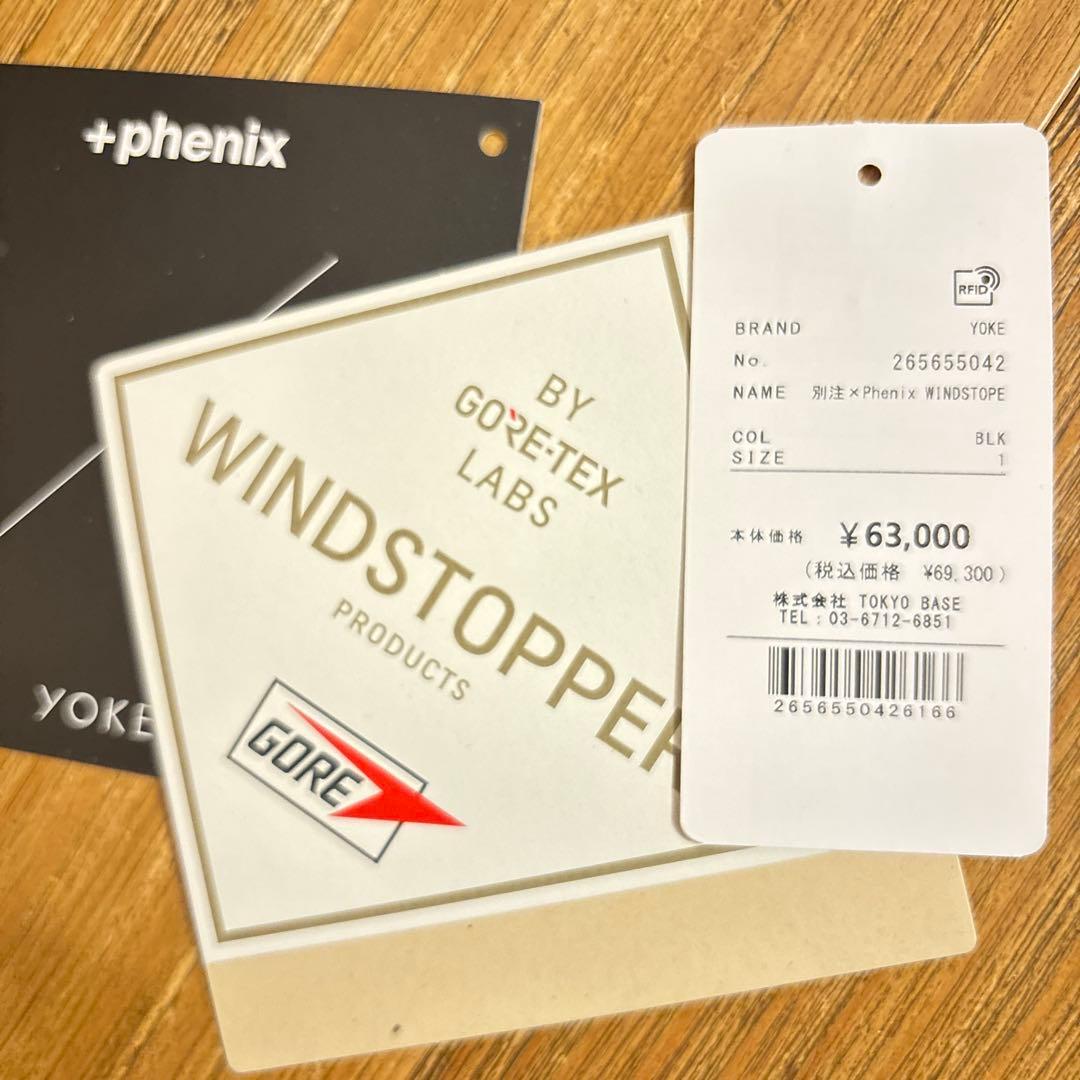 +phenix
YOKE
BY
GORE-TEX
LABS
WINDSTOPPER
PRODUCTS
GORE
RFID
BRAND YOKE
No. 265655042
NAME 別注×Phenix WINDSTOPE
COL BLK
SIZE 1
本体価格 ¥63,000
(税込価格 ¥69,300)
株式会社 TOKYO BASE
TEL:03-6712-6851
2656550426166